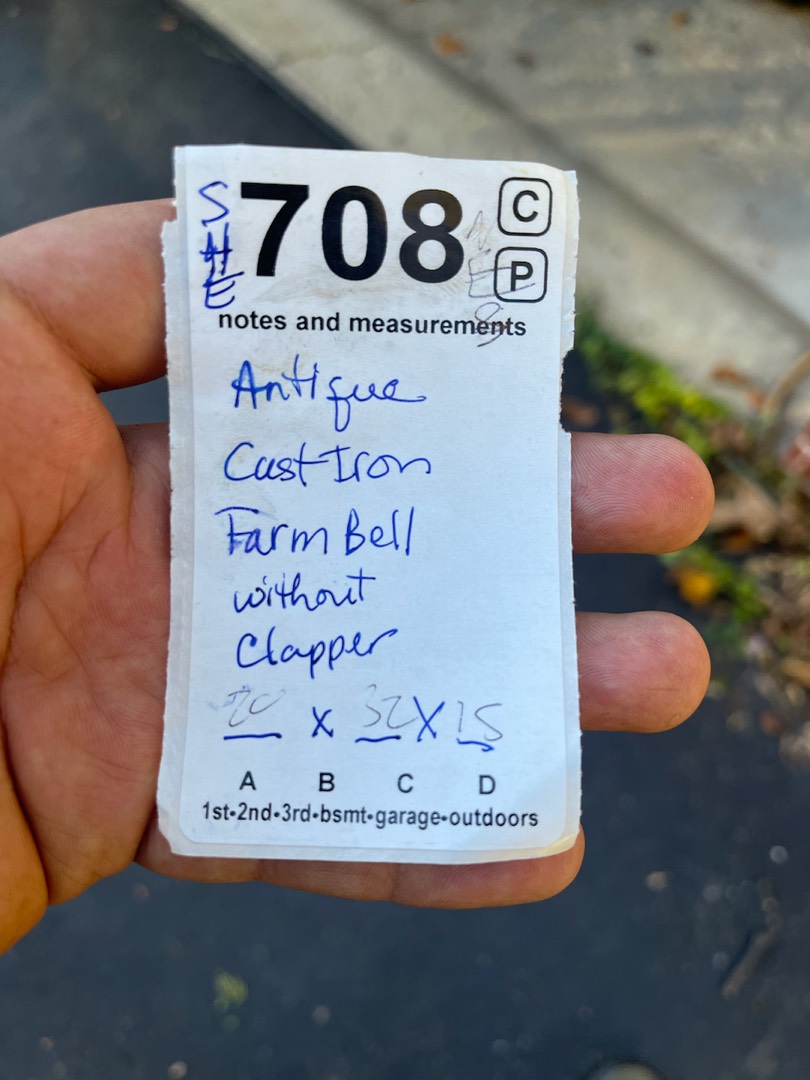 SHE
708
C
P
notes and measurements
Antique
Cast Iron
Farm Bell
without
Clapper
20 x 32 X 15
A B C D
1st•2nd•3rd•bsmt•garage•outdoors